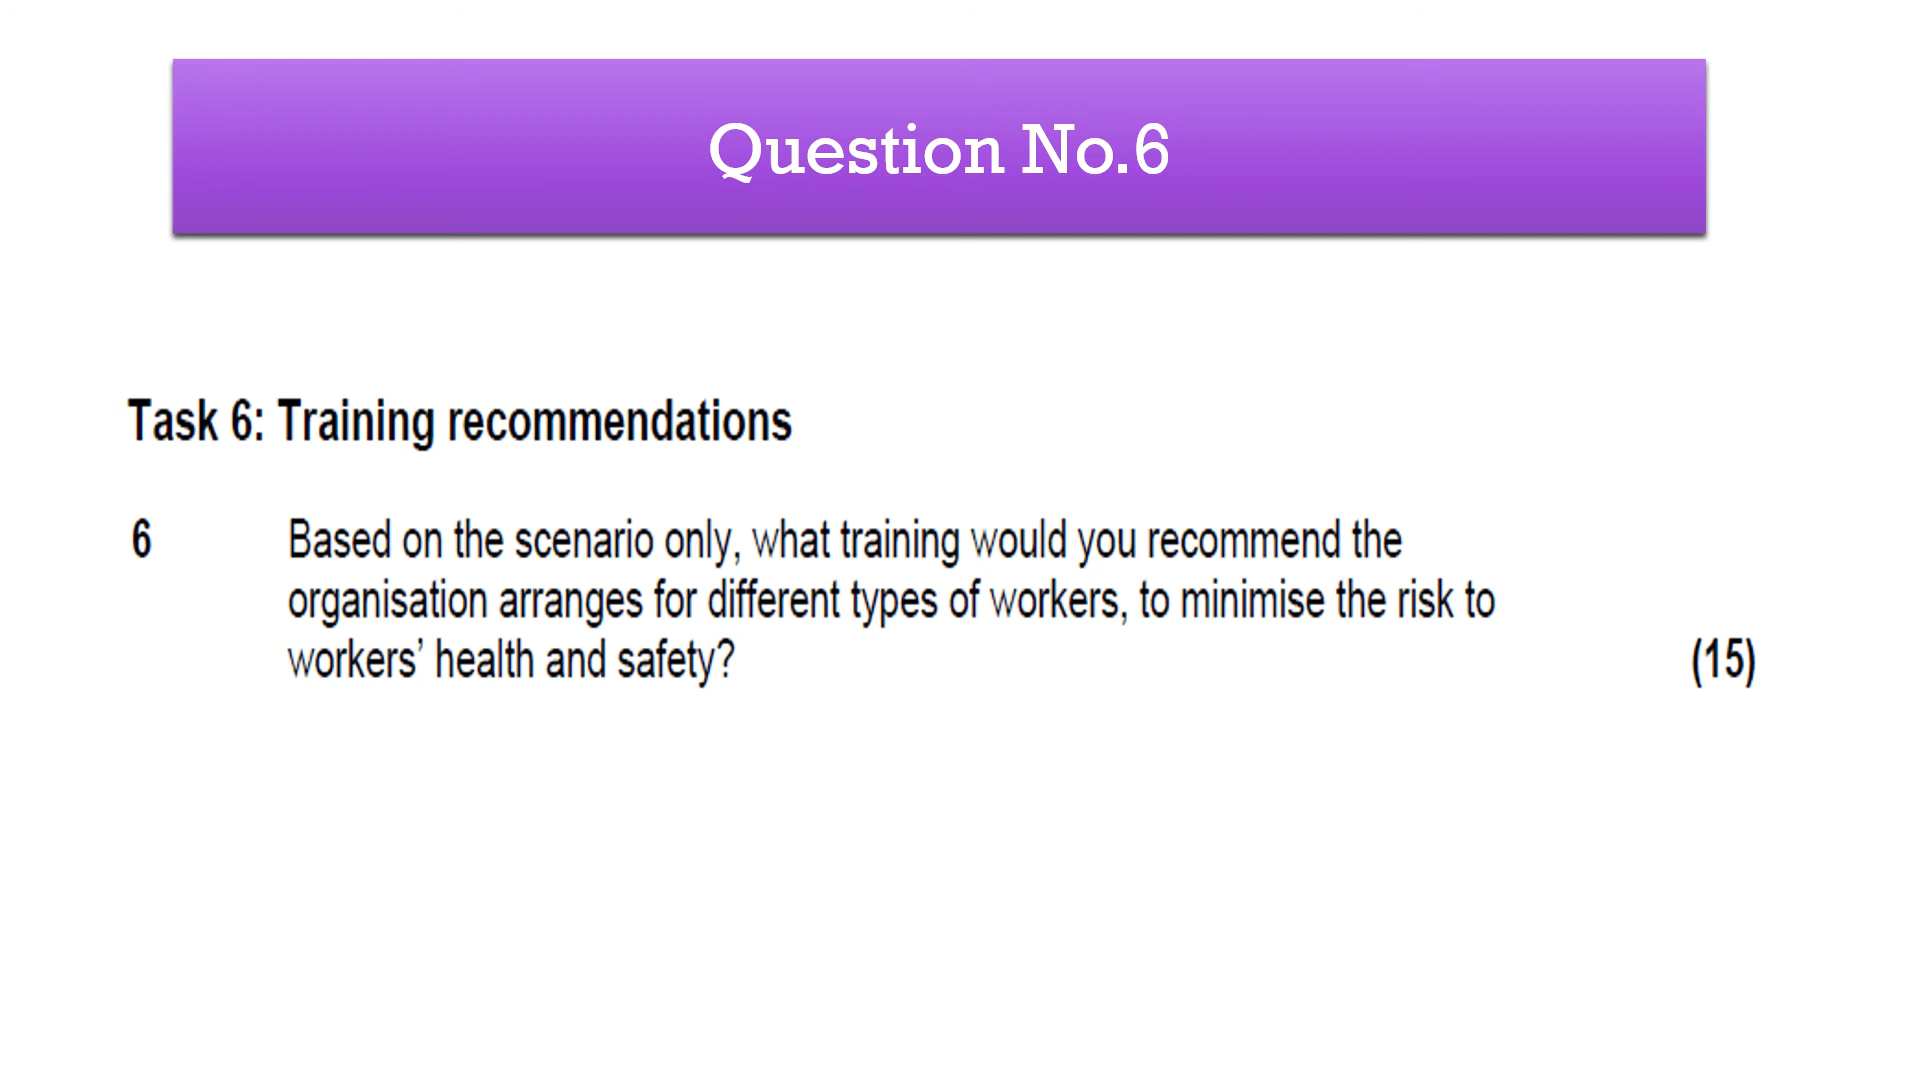 Question No.6
Task 6: Training recommendations
6 Based on the scenario only, what training would you recommend the
organisation arranges for different types of workers, to minimise the risk to
workers’ health and safety? (15)